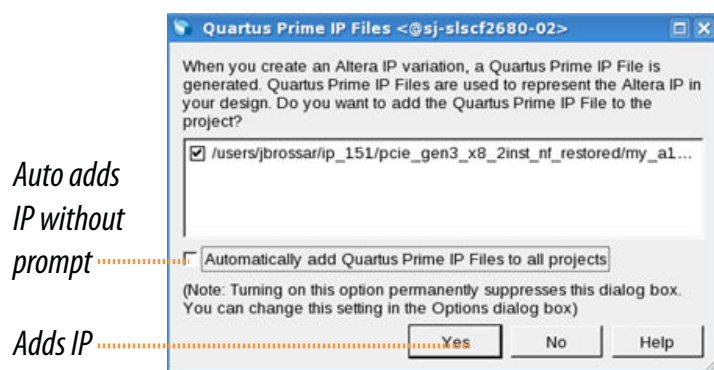 Quartus Prime IP Files <@sj-slscf2680-02>
When you create an Altera IP variation, a Quartus Prime IP File is
generated. Quartus Prime IP Files are used to represent the Altera IP in
your design. Do you want to add the Quartus Prime IP File to the
project?
/users/jbrossar/ip_151/pcie_gen3_x8_2inst_nf_restored/my_a1...
Auto adds
IP without
prompt
Automatically add Quartus Prime IP Files to all projects
(Note: Turning on this option permanently suppresses this dialog box.
You can change this setting in the Options dialog box)
Adds IP
Yes No Help